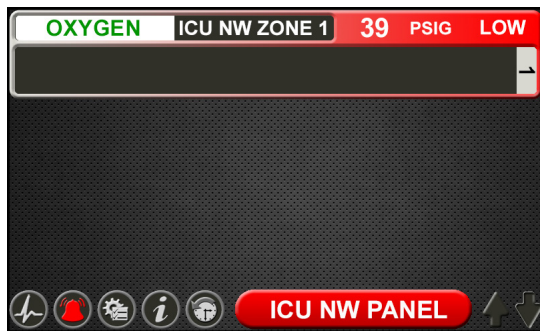 OXYGEN ICU NW ZONE 1 39 PSIG LOW
1
ICU NW PANEL